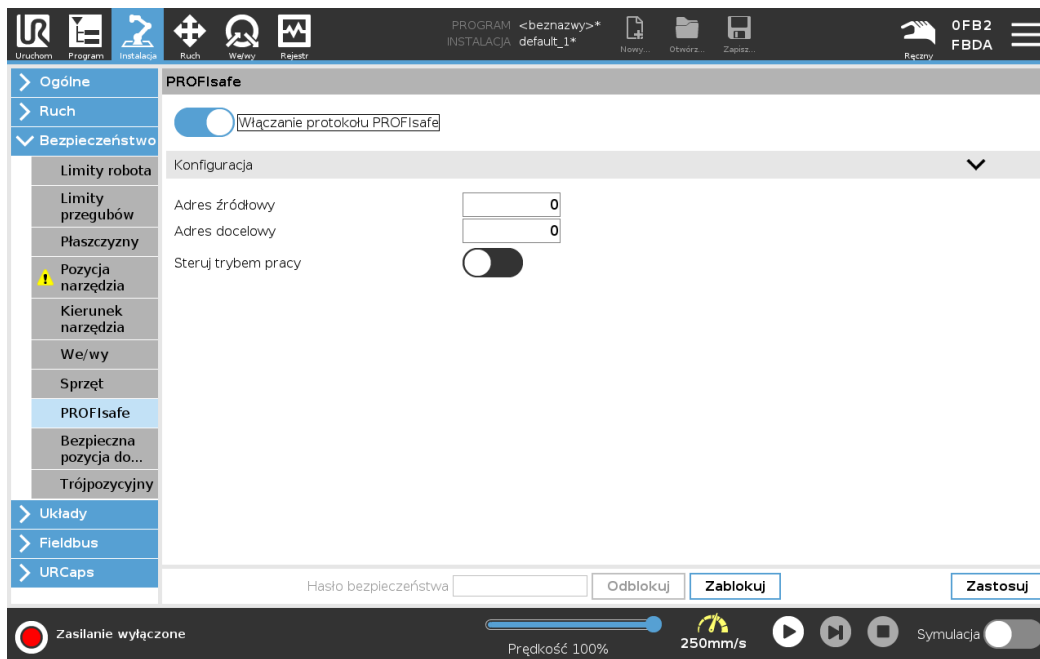 PROGRAM <beznazwy>*
INSTALACJA default_1*
Uruchom Program Instalacja Ruch We/wy Rejestr Nowy... Otwórz... Zapisz... Ręczny
0FB2
FBDA
Ogólne
Ruch
Bezpieczeństwo
Limity robota
Limity
przegubów
Płaszczyzny
Pozycja
narzędzia
Kierunek
narzędzia
We/wy
Sprzęt
PROFIsafe
Bezpieczna
pozycja do...
Trójpozycyjny
Układy
Fieldbus
URCaps
PROFIsafe
Włączanie protokołu PROFIsafe
Konfiguracja
Adres źródłowy 0
Adres docelowy 0
Steruj trybem pracy
Hasło bezpieczeństwa Odblokuj Zablokuj Zastosuj
Zasilanie wyłączone
Prędkość 100%
250mm/s
Symulacja